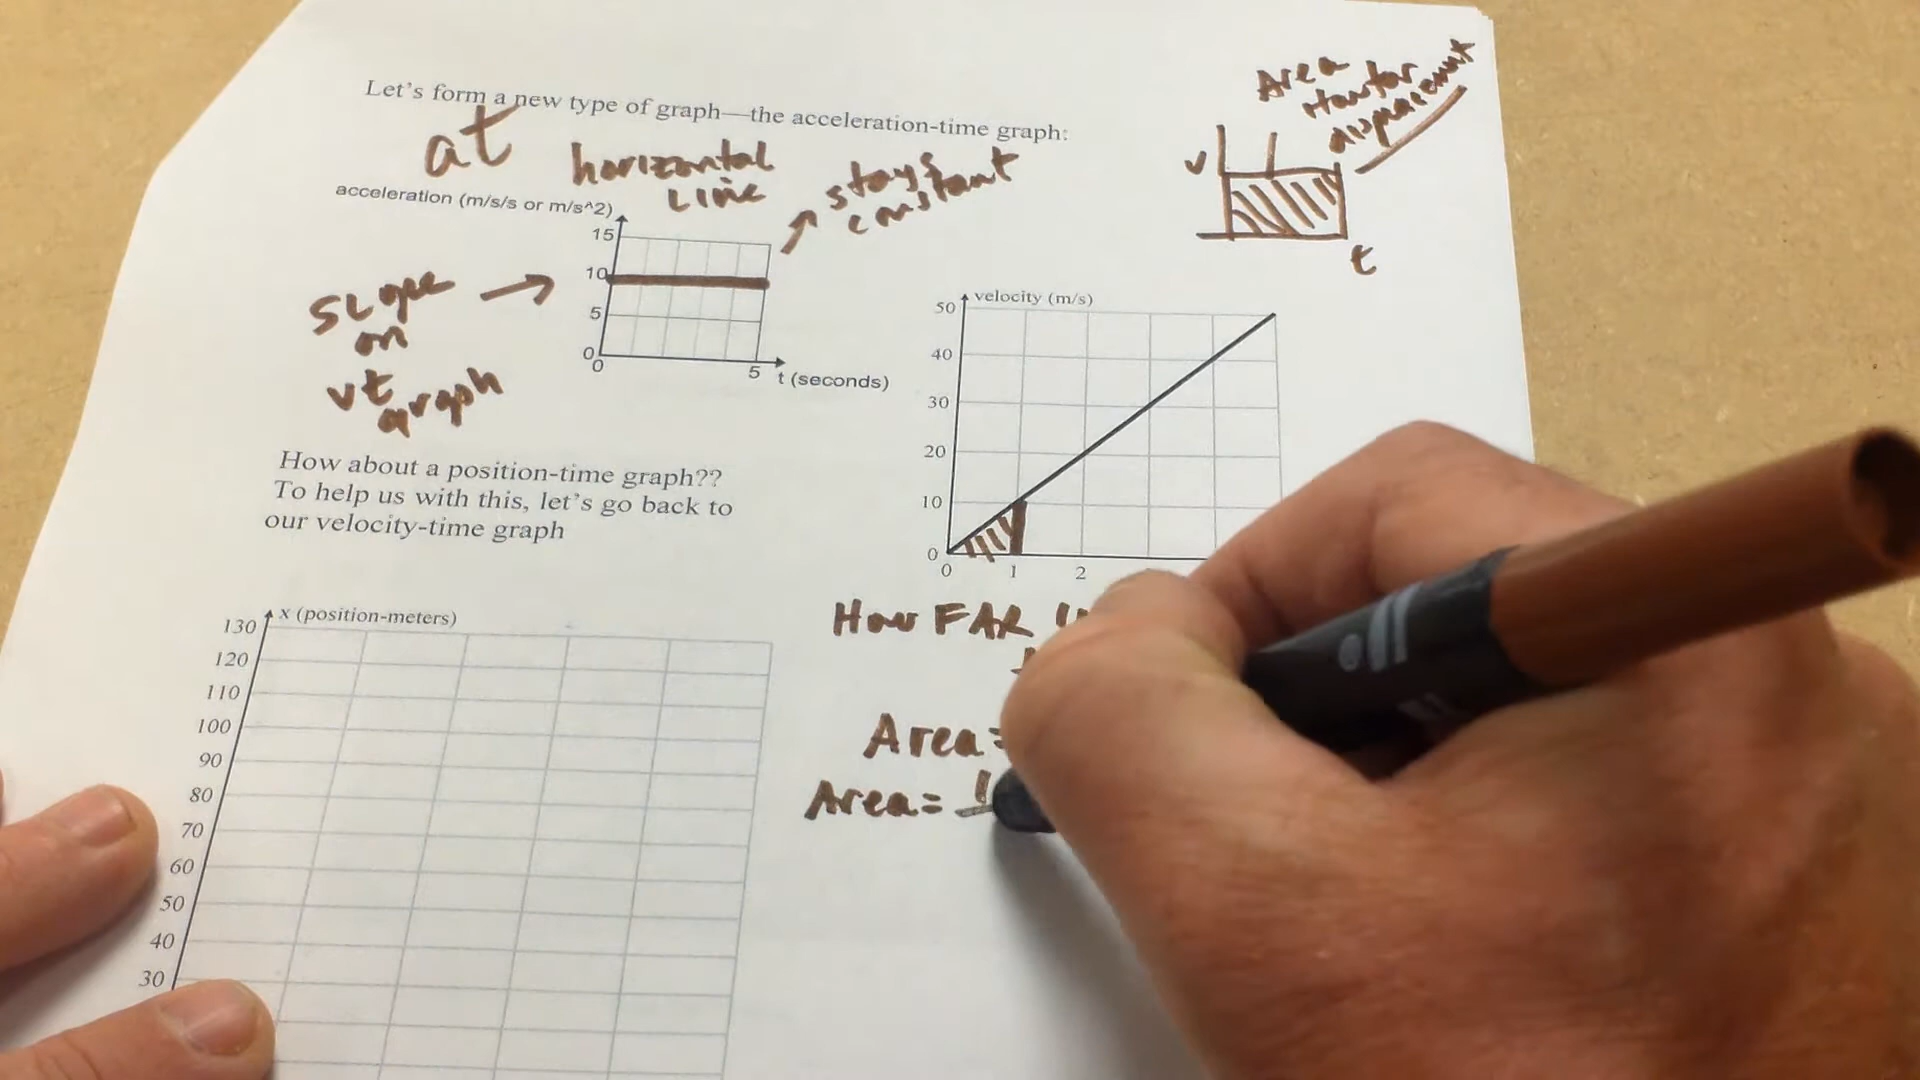 Let's form a new type of graph—the acceleration-time graph:
at
horizontal
line
stays
constant
acceleration (m/s/s or m/s^2)
15
10
5
0
0
5
t (seconds)
slope
on
vt
graph
Area
displacement
v
t
velocity (m/s)
50
40
30
20
10
0
0
1
2
How about a position-time graph??
To help us with this, let's go back to
our velocity-time graph
How FAR
Area=
Area=
x (position-meters)
130
120
110
100
90
80
70
60
50
40
30